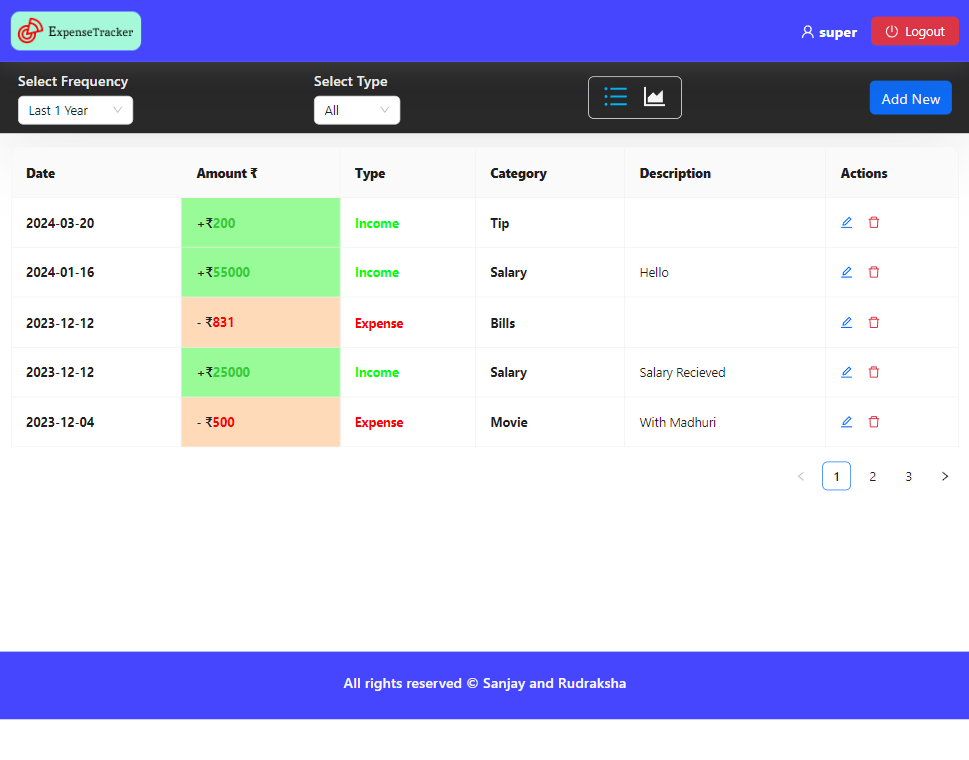 ExpenseTracker
super
Logout
Select Frequency
Select Type
Last 1 Year
All
Add New
Date Amount ₹ Type Category Description Actions
2024-03-20 +₹200 Income Tip
2024-01-16 +₹55000 Income Salary Hello
2023-12-12 - ₹831 Expense Bills
2023-12-12 +₹25000 Income Salary Salary Recieved
2023-12-04 - ₹500 Expense Movie With Madhuri
< 1 2 3 >
All rights reserved © Sanjay and Rudraksha